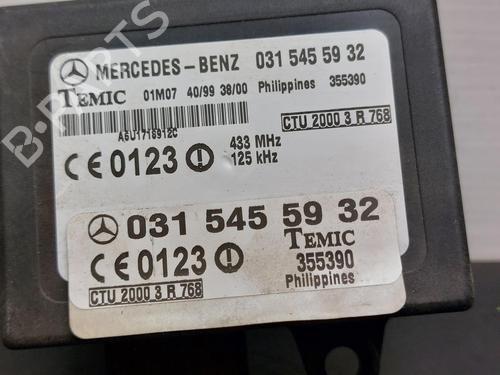 MERCEDES-BENZ 031 545 59 32
TEMIC 01M07 40/99 38/00 Philippines 355390
A6U1716912C
433 MHz
125 kHz
CTU 2000 3 R 768
CE 0123
031 545 59 32
CE 0123
TEMIC
355390
CTU 2000 3 R 768
Philippines